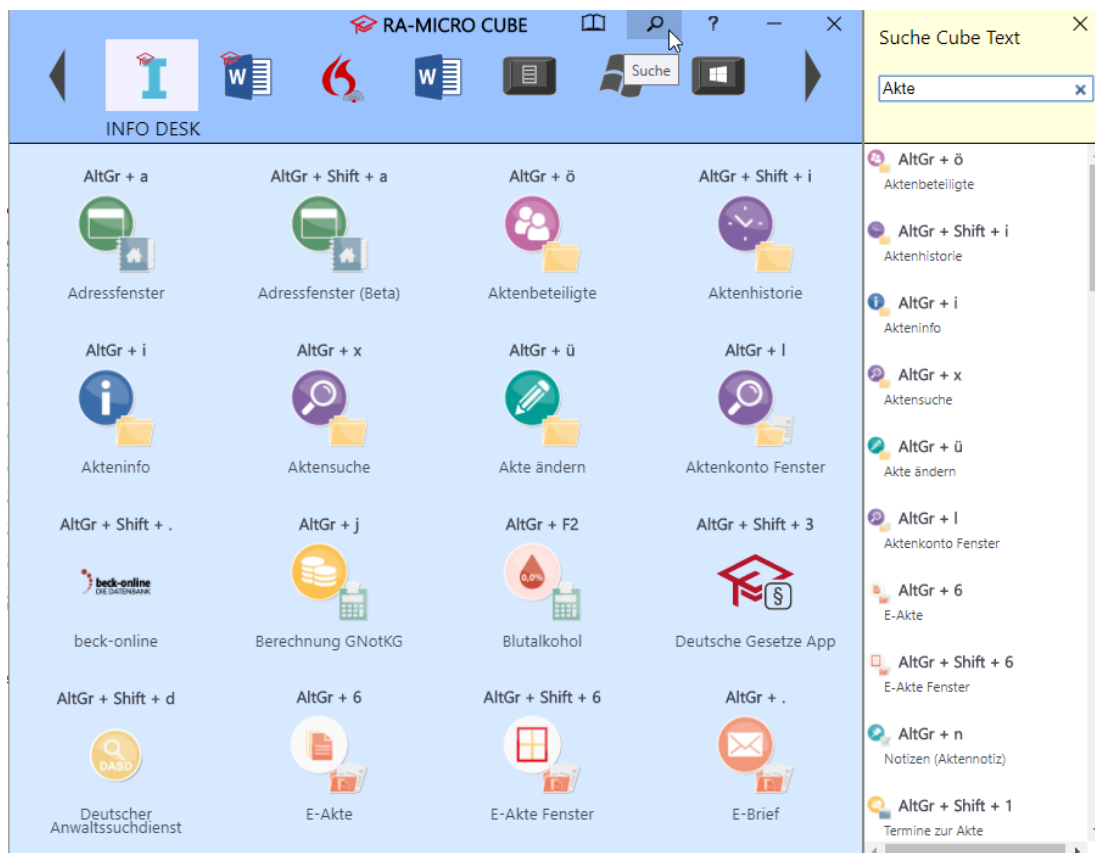 RA-MICRO CUBE
?
Suche
INFO DESK
AltGr + a
AltGr + Shift + a
AltGr + ö
AltGr + Shift + i
Adressfenster
Adressfenster (Beta)
Aktenbeteiligte
Aktenhistorie
AltGr + i
AltGr + x
AltGr + ü
AltGr + l
Akteninfo
Aktensuche
Akte ändern
Aktenkonto Fenster
AltGr + Shift + .
AltGr + j
AltGr + F2
AltGr + Shift + 3
beck-online
DIE DATENBANK
0,0%
§
beck-online
Berechnung GNotKG
Blutalkohol
Deutsche Gesetze App
AltGr + Shift + d
AltGr + 6
AltGr + Shift + 6
AltGr + .
DASD
Deutscher
Anwaltssuchdienst
E-Akte
E-Akte Fenster
E-Brief
Suche Cube Text
Akte
AltGr + ö
Aktenbeteiligte
AltGr + Shift + i
Aktenhistorie
AltGr + i
Akteninfo
AltGr + x
Aktensuche
AltGr + ü
Akte ändern
AltGr + l
Aktenkonto Fenster
AltGr + 6
E-Akte
AltGr + Shift + 6
E-Akte Fenster
AltGr + n
Notizen (Aktennotiz)
AltGr + Shift + 1
Termine zur Akte